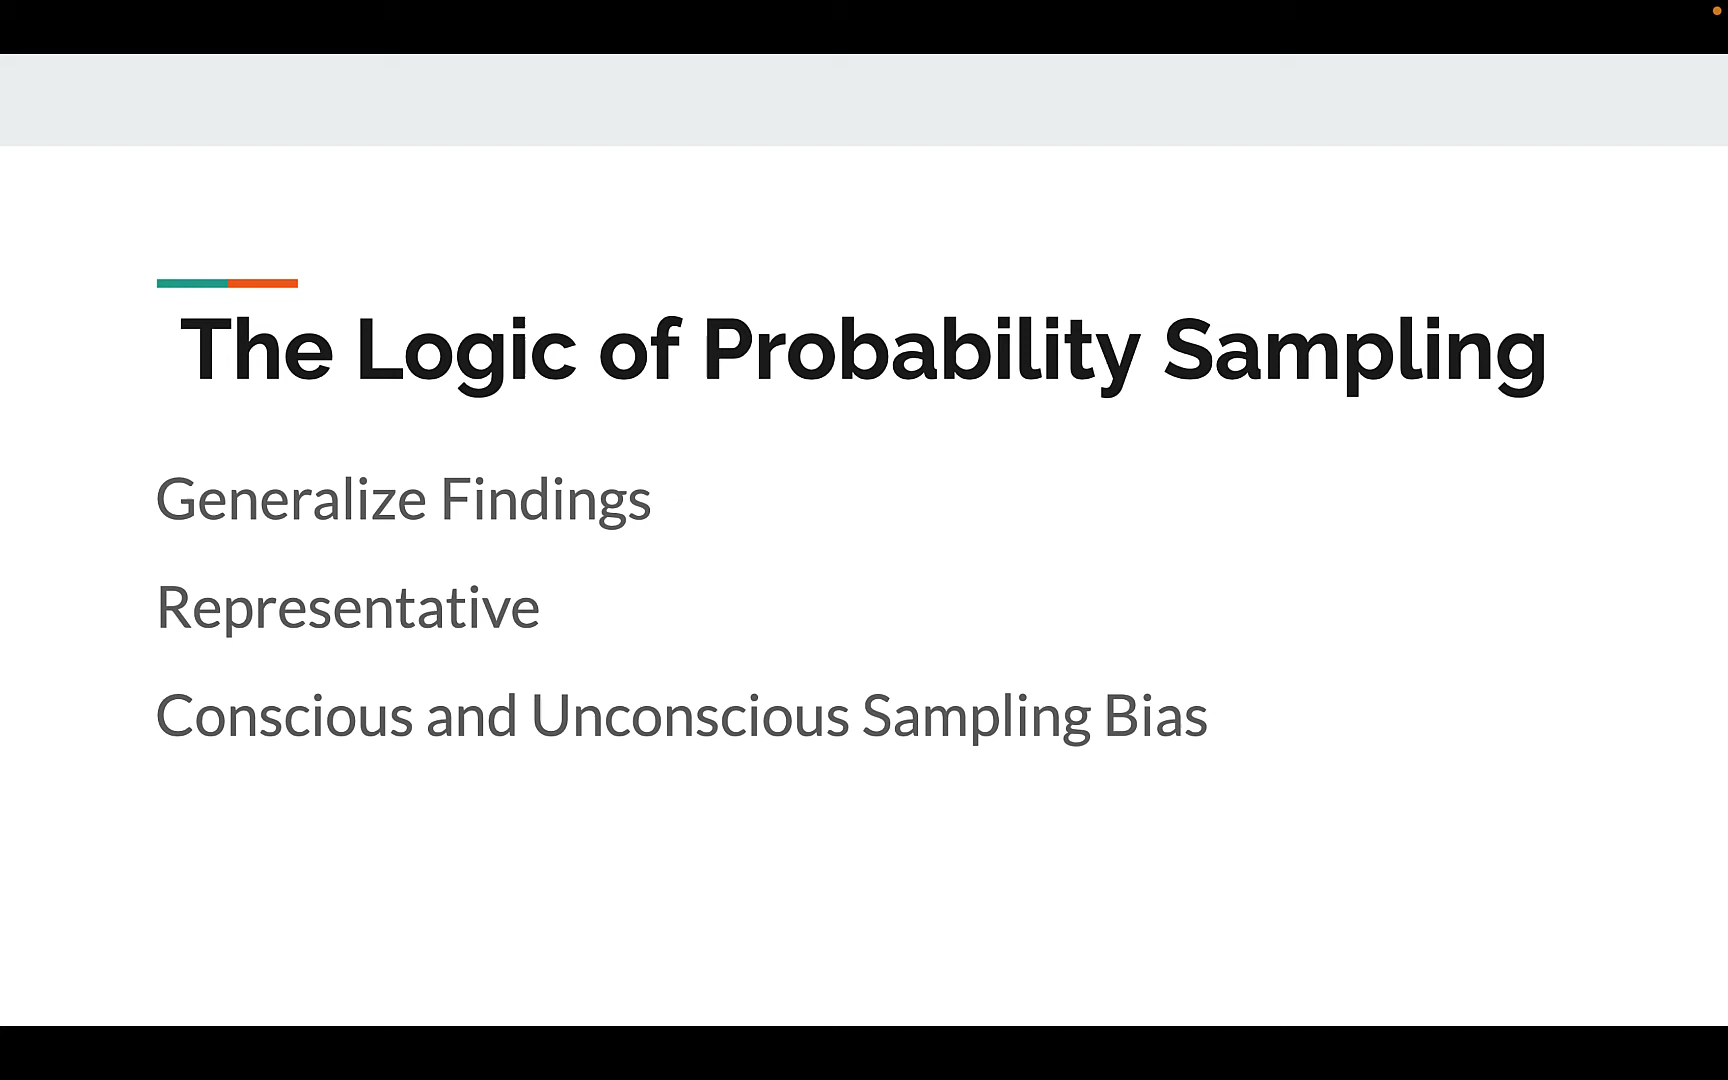 The Logic of Probability Sampling
Generalize Findings
Representative
Conscious and Unconscious Sampling Bias